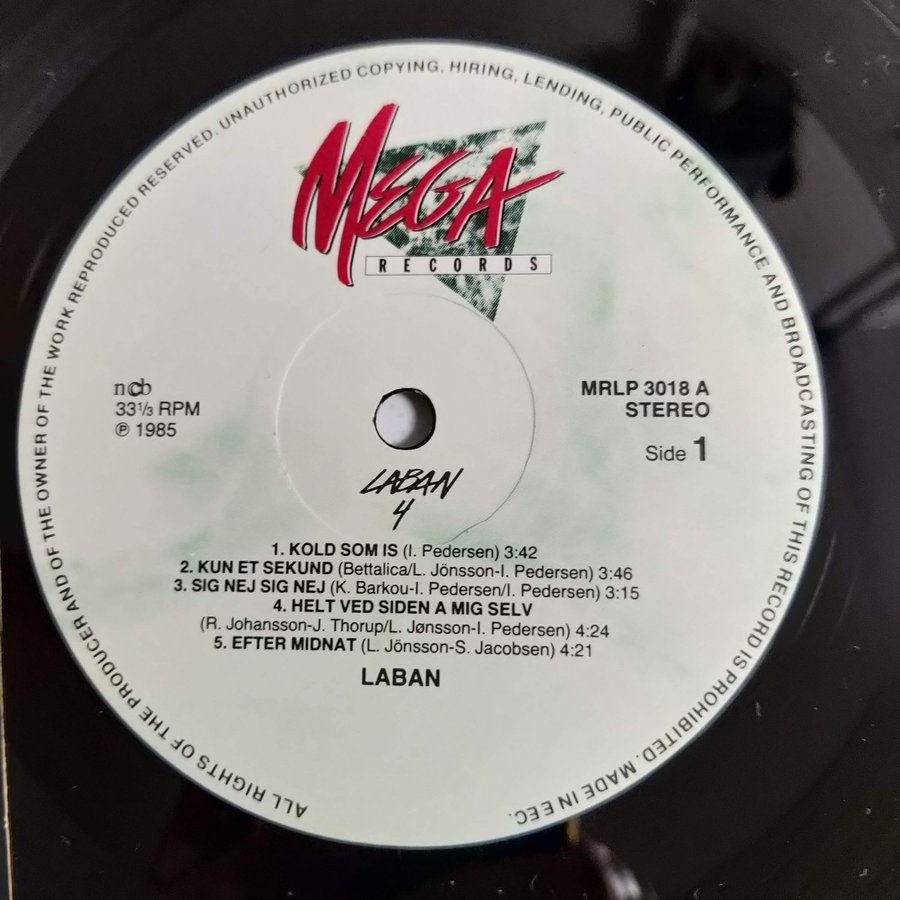 ALL RIGHTS OF THE PRODUCER AND OF THE OWNER OF THE WORK REPRODUCED RESERVED. UNAUTHORIZED COPYING, HIRING, LENDING, PUBLIC PERFORMANCE AND BROADCASTING OF THIS RECORD IS PROHIBITED. MADE IN EEC.
MEGA
RECORDS
ncb
33 1/3 RPM
℗ 1985
MRLP 3018 A
STEREO
Side 1
LABAN
4
1. KOLD SOM IS (I. Pedersen) 3:42
2. KUN ET SEKUND (Bettalica/L. Jönsson-I. Pedersen) 3:46
3. SIG NEJ SIG NEJ (K. Barkou-I. Pedersen/I. Pedersen) 3:15
4. HELT VED SIDEN A MIG SELV
(R. Johansson-J. Thorup/L. Jønsson-I. Pedersen) 4:24
5. EFTER MIDNAT (L. Jönsson-S. Jacobsen) 4:21
LABAN